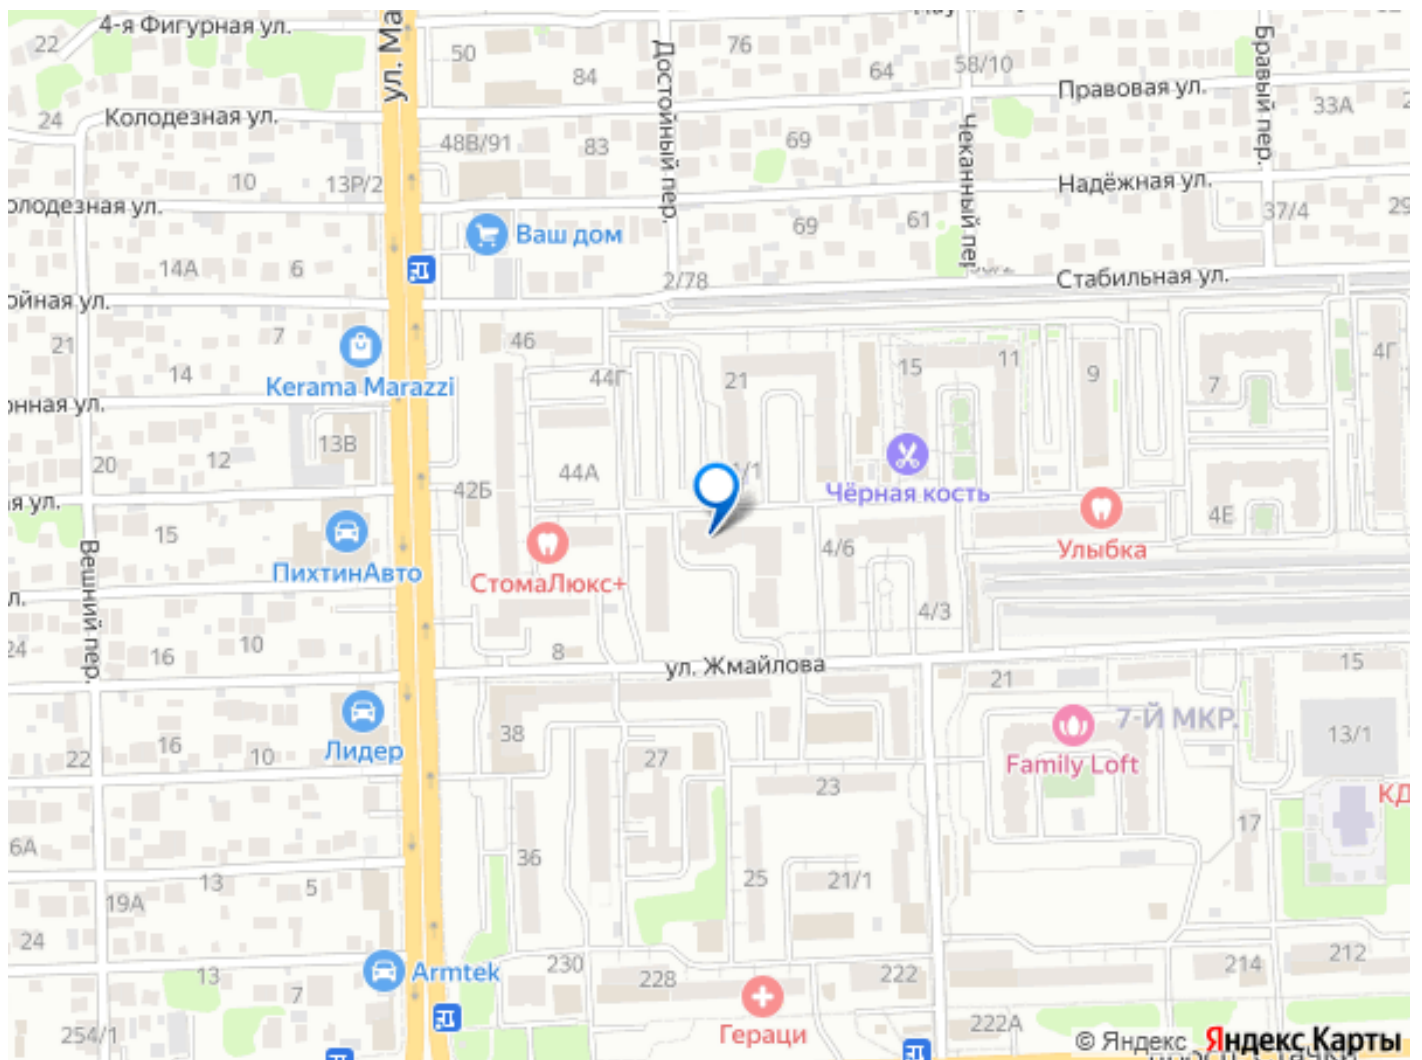 4-я Фигурная ул.
ул. Ма
22
50
76
84
64
58/10
Достойный пер.
Бравый пер.
Правовая ул.
33А
24
Колодезная ул.
48В/91
83
69
Чеканный пер
10
13Р/2
Надёжная ул.
олодезная ул.
Ваш дом
69
61
37/4
29
14А
6
2/78
Стабильная ул.
ойная ул.
7
46
21
Kerama Marazzi
14
44Г
21
15
11
9
7
4Г
онная ул.
13В
20
12
42Б
44А
/1
Чёрная кость
ая ул.
15
4Е
Вешний пер.
ПихтинАвто
СтомаЛюкс+
4/6
Улыбка
л.
4/3
24
16
10
8
ул. Жмайлова
21
15
7-Й МКР.
38
13/1
Лидер
16
10
22
27
23
Family Loft
КД
17
6А
13
5
36
25
21/1
19А
24
13
7
Armtek
230
228
222
214
212
254/1
Гераци
222А
© Яндекс Яндекс Карты